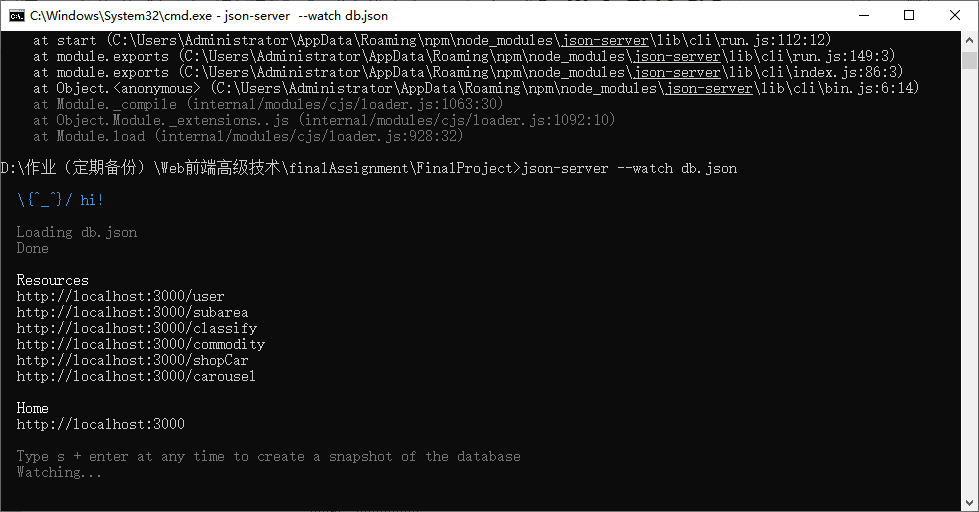 C:\Windows\System32\cmd.exe - json-server  --watch db.json
at start (C:\Users\Administrator\AppData\Roaming\npm\node_modules\json-server\lib\cli\run.js:112:12)
at module.exports (C:\Users\Administrator\AppData\Roaming\npm\node_modules\json-server\lib\cli\run.js:149:3)
at module.exports (C:\Users\Administrator\AppData\Roaming\npm\node_modules\json-server\lib\cli\index.js:86:3)
at Object.<anonymous> (C:\Users\Administrator\AppData\Roaming\npm\node_modules\json-server\lib\cli\bin.js:6:14)
at Module._compile (internal/modules/cjs/loader.js:1063:30)
at Object.Module._extensions..js (internal/modules/cjs/loader.js:1092:10)
at Module.load (internal/modules/cjs/loader.js:928:32)
D:\作业（定期备份）\Web前端高级技术\finalAssignment\FinalProject>json-server --watch db.json
\{^_^}/ hi!
Loading db.json
Done
Resources
http://localhost:3000/user
http://localhost:3000/subarea
http://localhost:3000/classify
http://localhost:3000/commodity
http://localhost:3000/shopCar
http://localhost:3000/carousel
Home
http://localhost:3000
Type s + enter at any time to create a snapshot of the database
Watching...